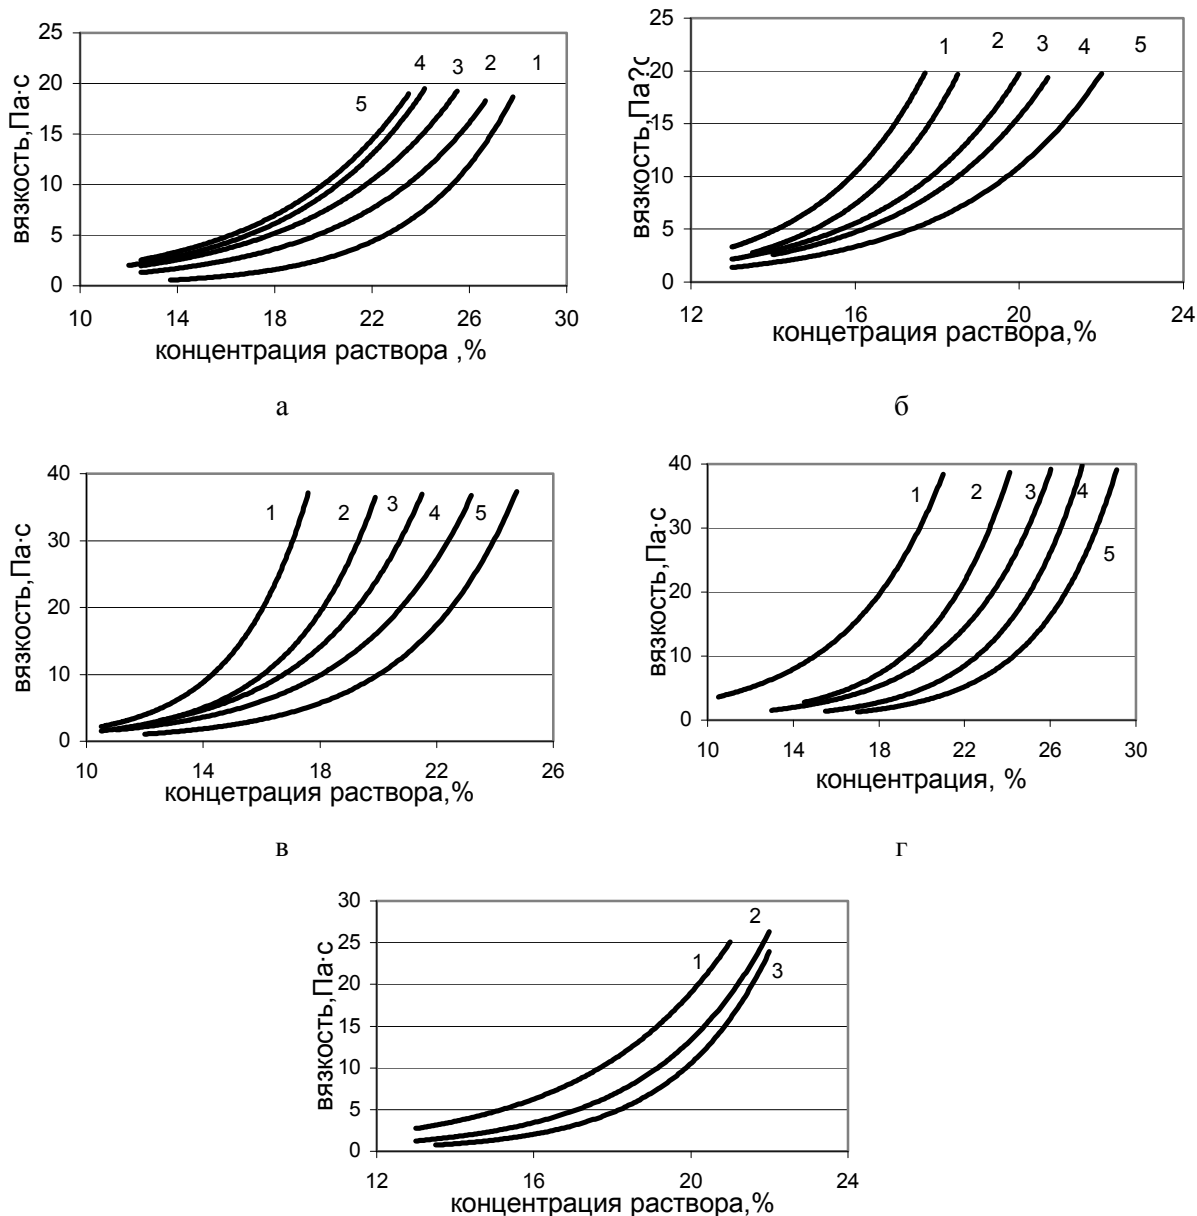 25
20
15
10
5
0
вязкость,Па·с
5 4 3 2 1
10 14 18 22 26 30
концентрация раствора ,%
а
25
20
15
10
5
0
вязкость,Па?с
1 2 3 4 5
12 16 20 24
концентрация раствора,%
б
40
30
20
10
0
вязкость,Па·с
1 2 3 4 5
10 14 18 22 26
концетрация раствора,%
в
40
30
20
10
0
вязкость,Па·с
1 2 3 4 5
10 14 18 22 26 30
концентрация, %
г
30
25
20
15
10
5
0
вязкость,Па·с
1 2 3
12 16 20 24
концентрация раствора,%